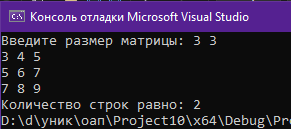 Консоль отладки Microsoft Visual Studio
Введите размер матрицы: 3 3
3 4 5
5 6 7
7 8 9
Количество строк равно: 2
D:\d\уник\оап\Project10\x64\Debug\Pr